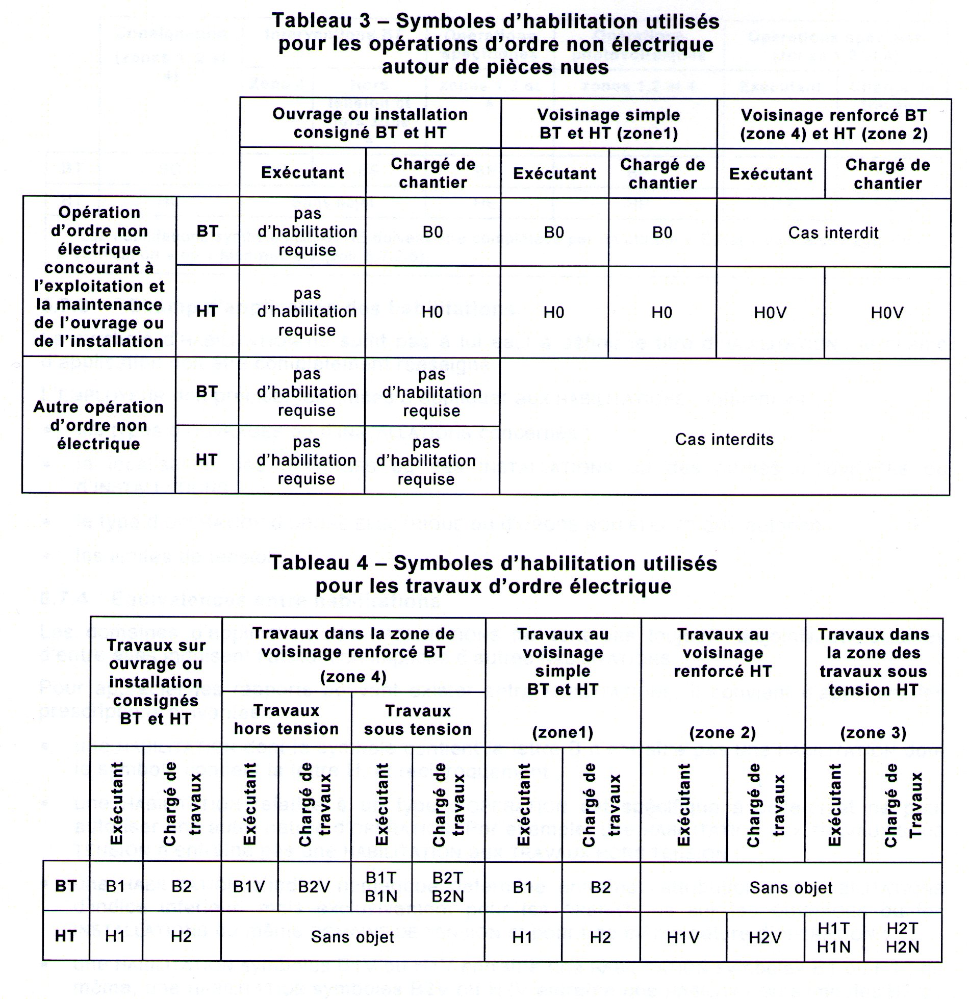 Tableau 3 – Symboles d'habilitation utilisés
pour les opérations d'ordre non électrique
autour de pièces nues
Ouvrage ou installation
consigné BT et HT
Voisinage simple
BT et HT (zone1)
Voisinage renforcé BT
(zone 4) et HT (zone 2)
Exécutant
Chargé de
chantier
Exécutant
Chargé de
chantier
Exécutant
Chargé de
chantier
Opération
d'ordre non
électrique
concourant à
l'exploitation et
la maintenance
de l'ouvrage ou
de l'installation
BT
pas
d'habilitation
requise
B0
B0
B0
Cas interdit
HT
pas
d'habilitation
requise
H0
H0
H0
H0V
H0V
Autre opération
d'ordre non
électrique
BT
pas
d'habilitation
requise
pas
d'habilitation
requise
Cas interdits
HT
pas
d'habilitation
requise
pas
d'habilitation
requise
Tableau 4 – Symboles d'habilitation utilisés
pour les travaux d'ordre électrique
Travaux sur
ouvrage ou
installation
consignés
BT et HT
Travaux dans la zone de
voisinage renforcé BT
(zone 4)
Travaux
hors tension
Travaux
sous tension
Travaux au
voisinage
simple
BT et HT
(zone1)
Travaux au
voisinage
renforcé HT
(zone 2)
Travaux dans
la zone des
travaux sous
tension HT
(zone 3)
Exécutant
Chargé de
travaux
Exécutant
Chargé de
travaux
Exécutant
Chargé de
travaux
Exécutant
Chargé de
travaux
Exécutant
Chargé de
travaux
Exécutant
Chargé de
Travaux
BT
B1
B2
B1V
B2V
B1T
B1N
B2T
B2N
B1
B2
Sans objet
HT
H1
H2
Sans objet
H1
H2
H1V
H2V
H1T
H1N
H2T
H2N